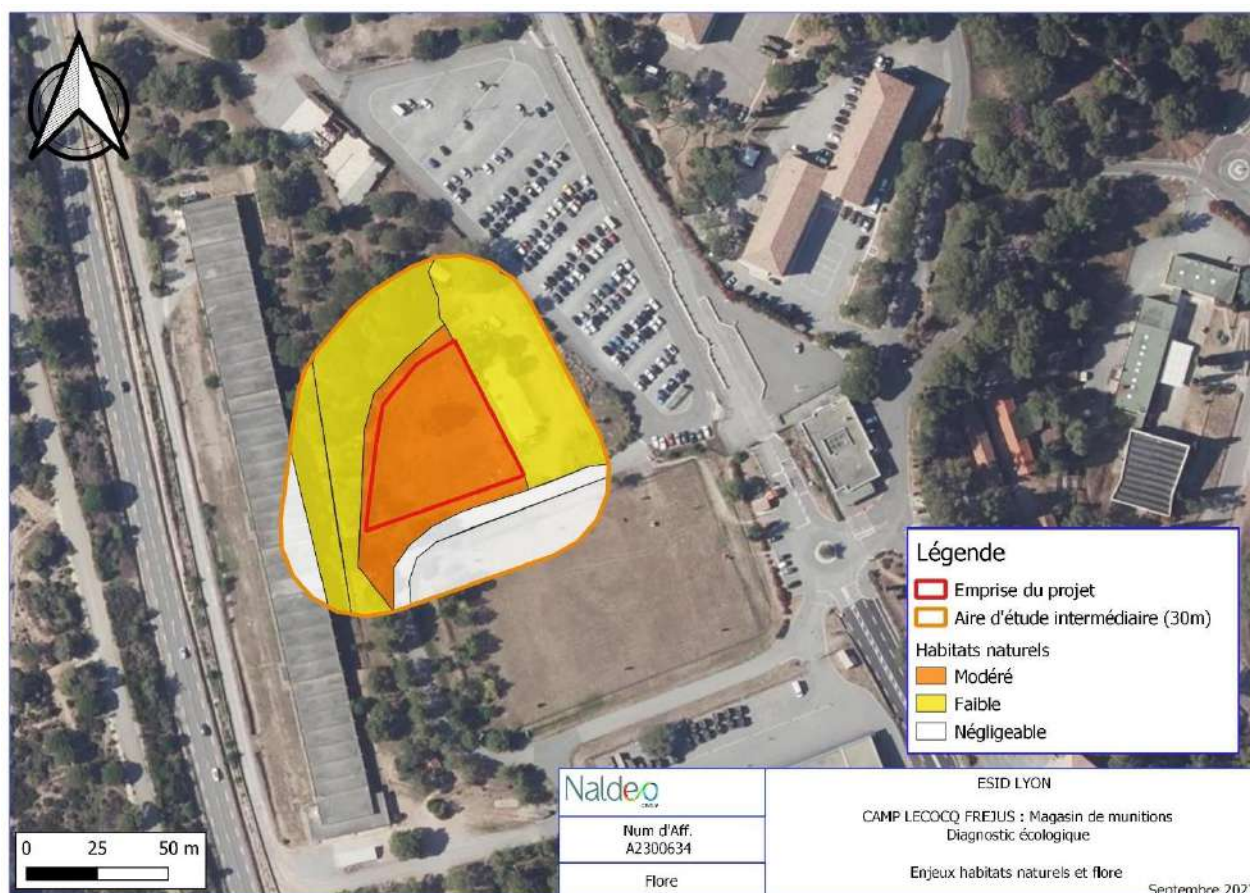 Légende
Emprise du projet
Aire d'étude intermédiaire (30m)
Habitats naturels
Modéré
Faible
Négligeable
0 25 50 m
Naldeo
Num d'Aff.
A2300634
Flore
ESID LYON
CAMP LECOCQ FREJUS : Magasin de munitions
Diagnostic écologique
Enjeux habitats naturels et flore
Septembre